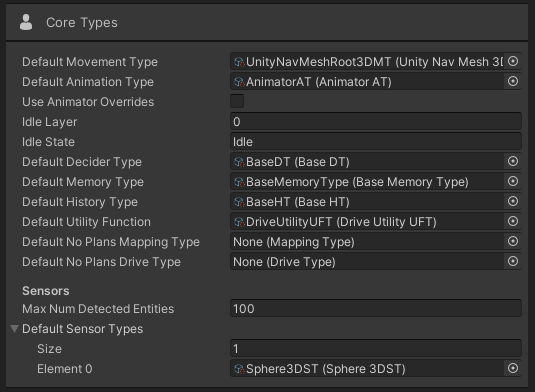 Core Types
Default Movement Type UnityNavMeshRoot3DMT (Unity Nav Mesh 3D
Default Animation Type AnimatorAT (Animator AT)
Use Animator Overrides
Idle Layer 0
Idle State Idle
Default Decider Type BaseDT (Base DT)
Default Memory Type BaseMemoryType (Base Memory Type)
Default History Type BaseHT (Base HT)
Default Utility Function DriveUtilityUFT (Drive Utility UFT)
Default No Plans Mapping Type None (Mapping Type)
Default No Plans Drive Type None (Drive Type)
Sensors
Max Num Detected Entities 100
Default Sensor Types
Size 1
Element 0 Sphere3DST (Sphere 3DST)